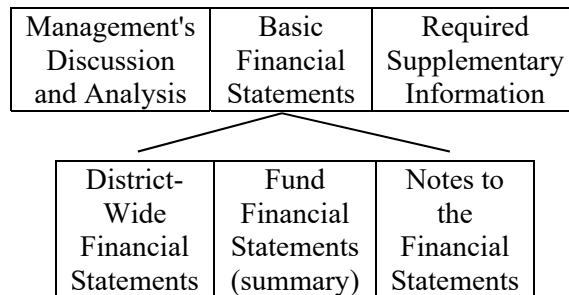 Management's
Discussion
and Analysis
Basic
Financial
Statements
Required
Supplementary
Information
District-
Wide
Financial
Statements
Fund
Financial
Statements
(summary)
Notes to
the
Financial
Statements